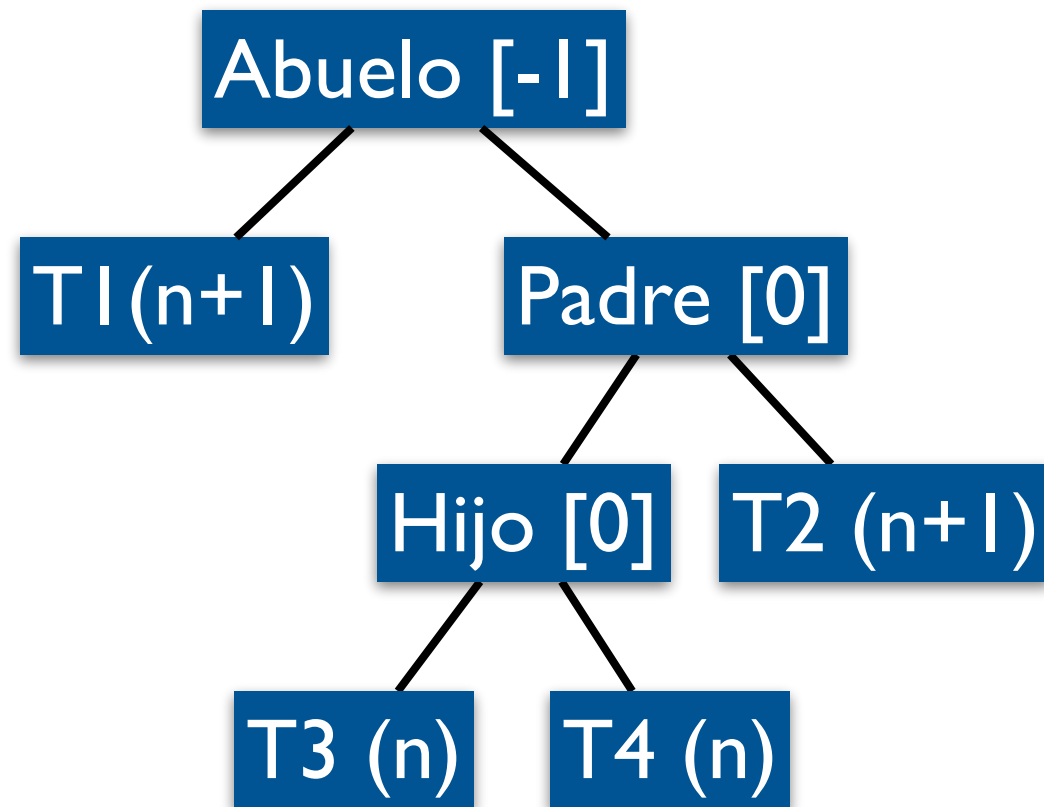 Abuelo [-1]
T1(n+1)
Padre [0]
Hijo [0]
T2 (n+1)
T3 (n)
T4 (n)